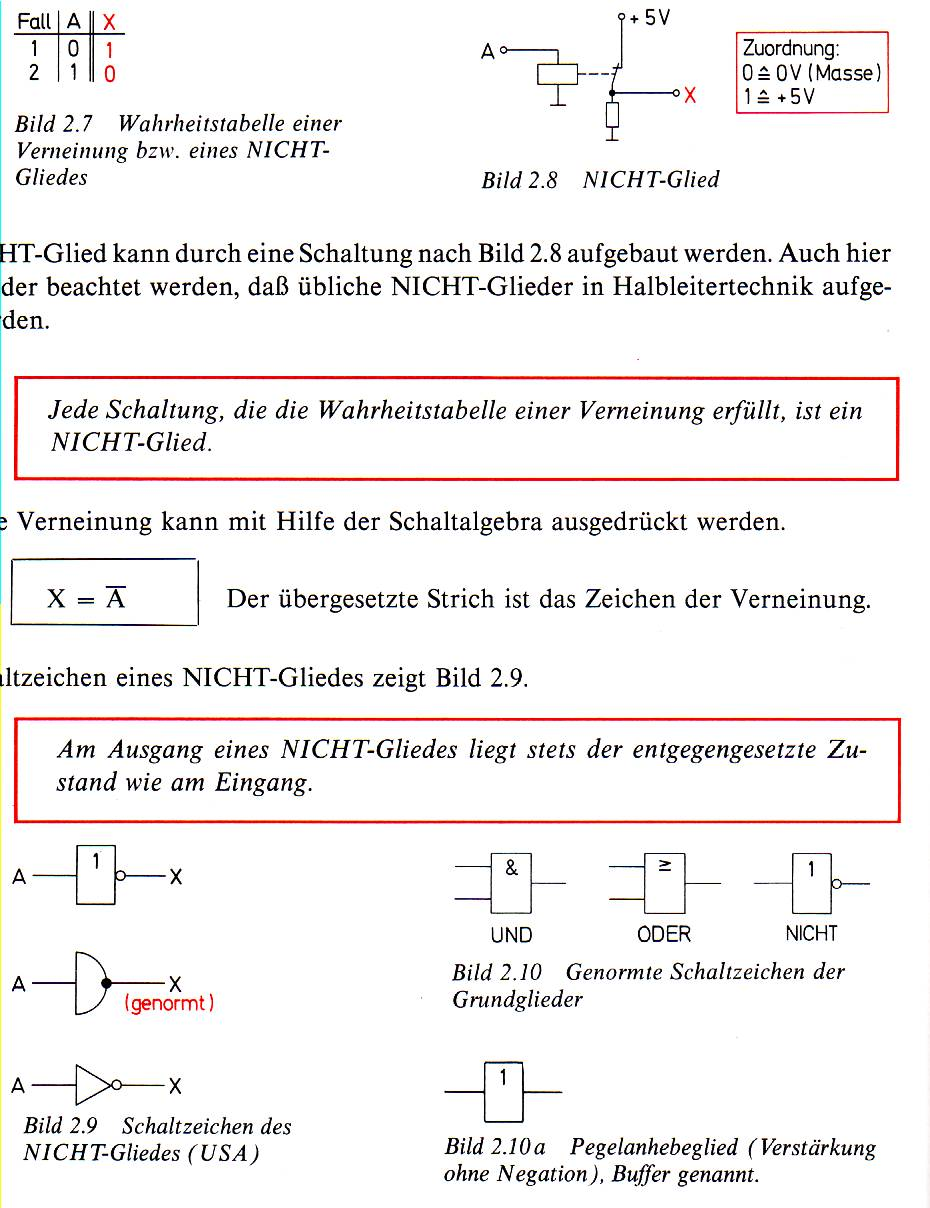 Fall A X
1 0 1
2 1 0
Bild 2.7 Wahrheitstabelle einer
Verneinung bzw. eines NICHT-
Gliedes
+ 5V
A
X
Zuordnung:
0 ≙ 0V (Masse)
1 ≙ +5V
Bild 2.8 NICHT-Glied
HT-Glied kann durch eine Schaltung nach Bild 2.8 aufgebaut werden. Auch hier
der beachtet werden, daß übliche NICHT-Glieder in Halbleitertechnik aufge-
den.
Jede Schaltung, die die Wahrheitstabelle einer Verneinung erfüllt, ist ein
NICHT-Glied.
e Verneinung kann mit Hilfe der Schaltalgebra ausgedrückt werden.
X = A̅ Der übergesetzte Strich ist das Zeichen der Verneinung.
ltzeichen eines NICHT-Gliedes zeigt Bild 2.9.
Am Ausgang eines NICHT-Gliedes liegt stets der entgegengesetzte Zu-
stand wie am Eingang.
A 1 X
A X
(genormt)
A X
Bild 2.9 Schaltzeichen des
NICHT-Gliedes (USA)
& ≥ 1
UND ODER NICHT
Bild 2.10 Genormte Schaltzeichen der
Grundglieder
1
Bild 2.10a Pegelanhebeglied (Verstärkung
ohne Negation), Buffer genannt.